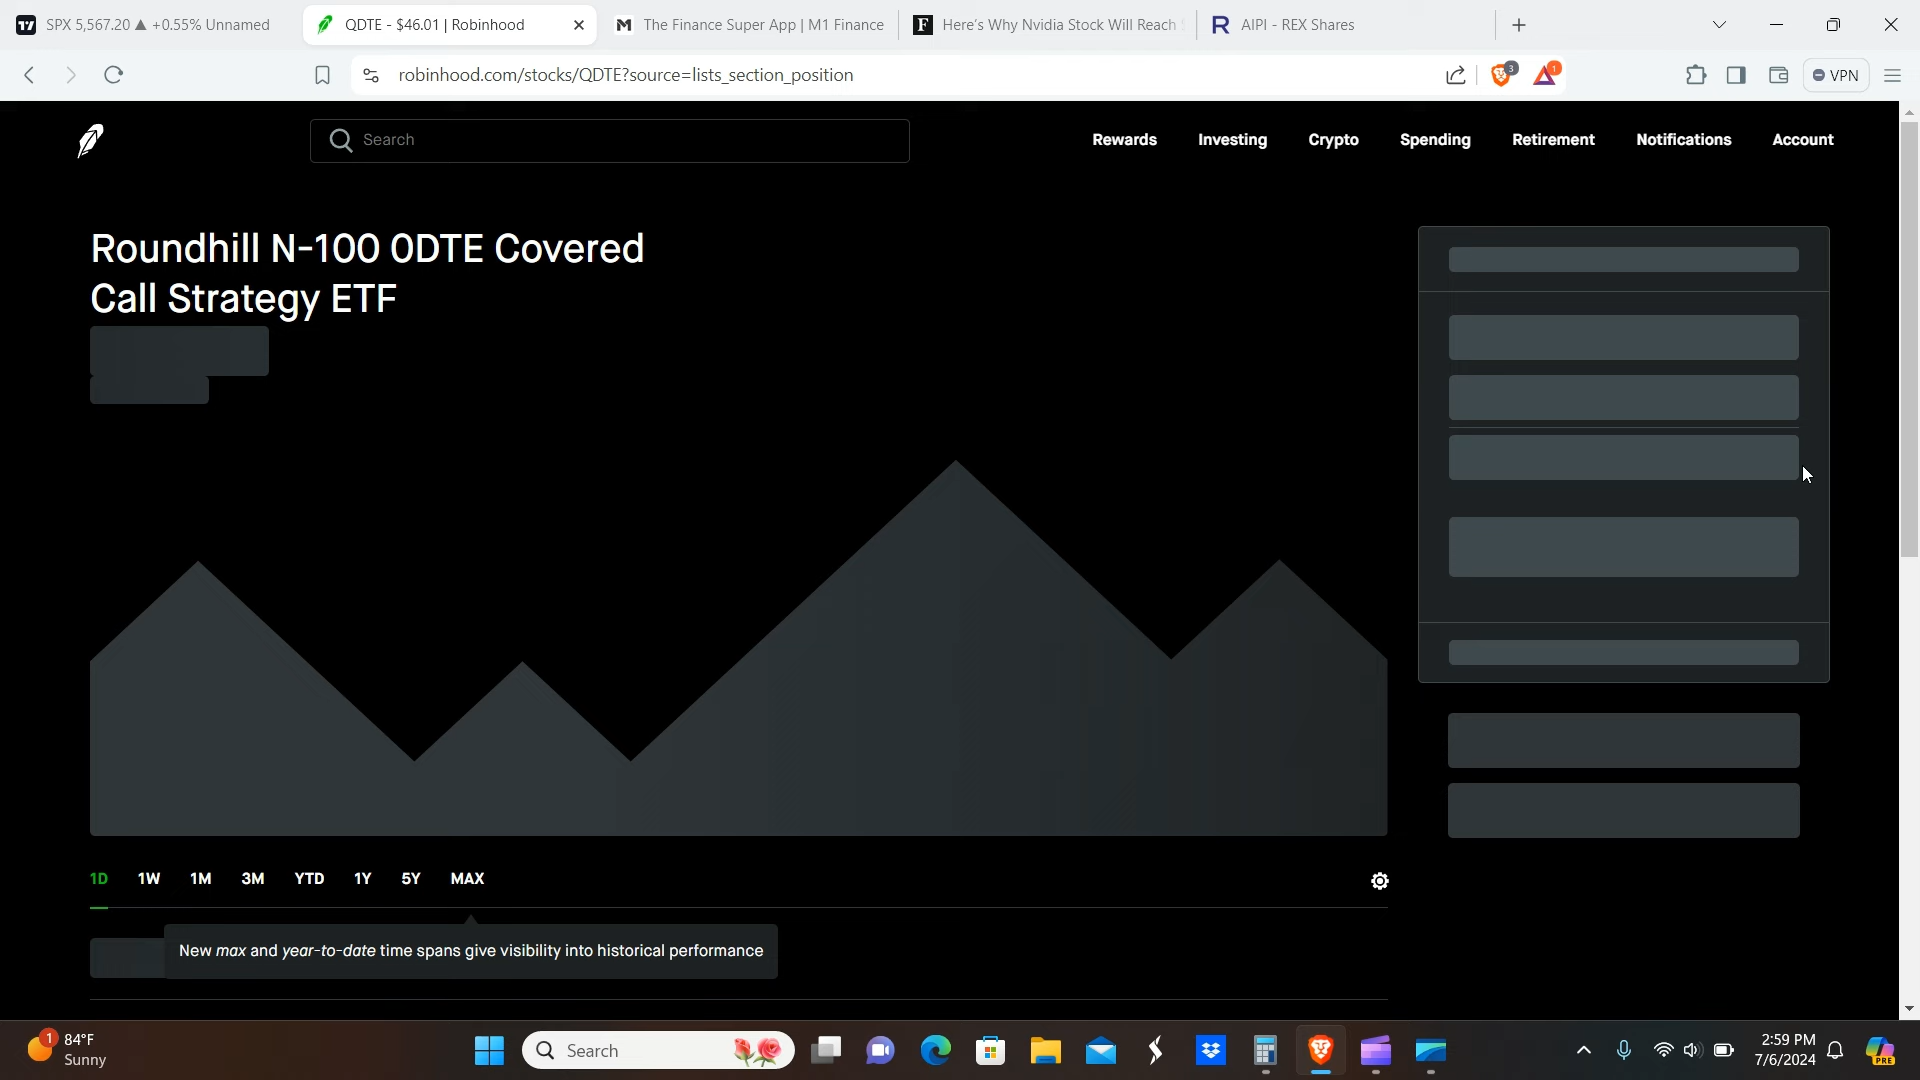 SPX 5,567.20 ▲ +0.55% Unnamed
QDTE - $46.01 | Robinhood
M The Finance Super App | M1 Finance
F Here's Why Nvidia Stock Will Reach
R AIPI - REX Shares
robinhood.com/stocks/QDTE?source=lists_section_position
3
1
VPN
Search
Rewards
Investing
Crypto
Spending
Retirement
Notifications
Account
Roundhill N-100 0DTE Covered
Call Strategy ETF
1D 1W 1M 3M YTD 1Y 5Y MAX
New max and year-to-date time spans give visibility into historical performance
1
84°F
Sunny
Search
2:59 PM
7/6/2024
PRE